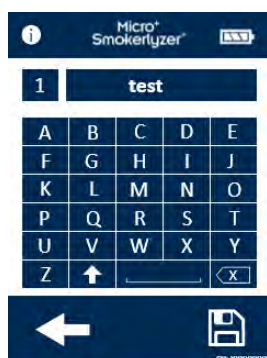 Micro+
Smokerlyzer®
1 test
A B C D E
F G H I J
K L M N O
P Q R S T
U V W X Y
Z X